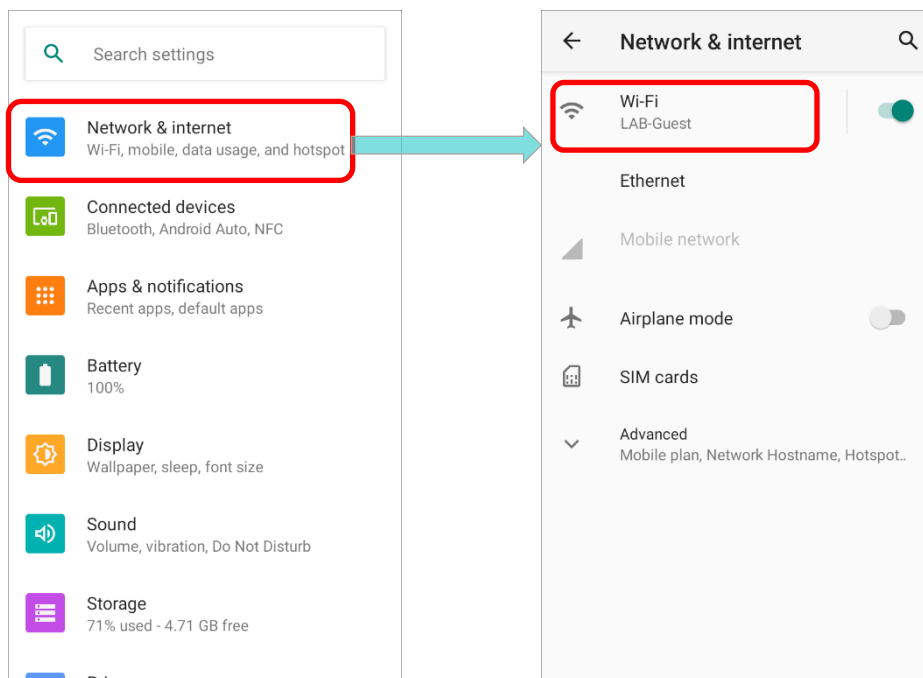 Search settings
Network & internet
Wi-Fi, mobile, data usage, and hotspot
Connected devices
Bluetooth, Android Auto, NFC
Apps & notifications
Recent apps, default apps
Battery
100%
Display
Wallpaper, sleep, font size
Sound
Volume, vibration, Do Not Disturb
Storage
71% used - 4.71 GB free
Network & internet
Wi-Fi
LAB-Guest
Ethernet
Mobile network
Airplane mode
SIM cards
Advanced
Mobile plan, Network Hostname, Hotspot..